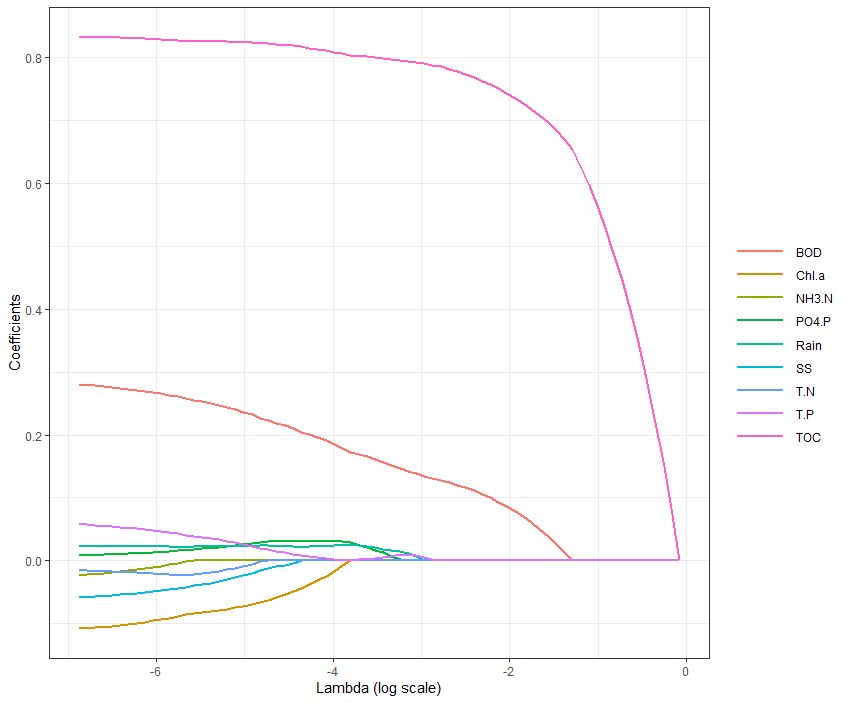 0.8
0.6
0.4
0.2
0.0
Coefficients
-6
-4
-2
0
Lambda (log scale)
BOD
Chl.a
NH3.N
PO4.P
Rain
SS
T.N
T.P
TOC